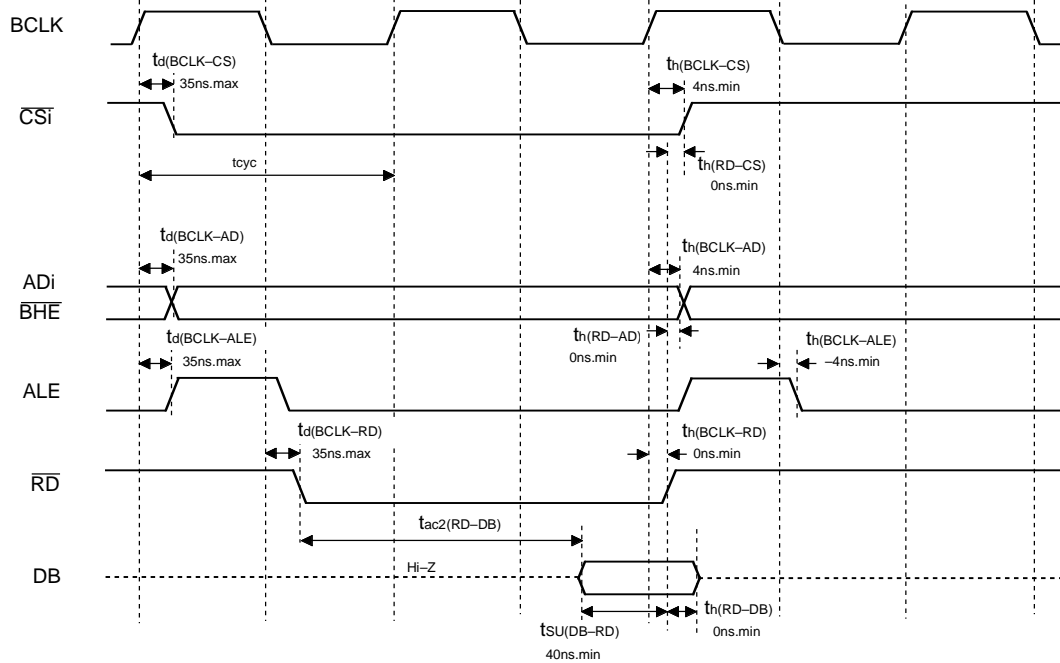 BCLK
td(BCLK–CS)
35ns.max
th(BCLK–CS)
4ns.min
CSi
tcyc
th(RD–CS)
0ns.min
td(BCLK–AD)
35ns.max
th(BCLK–AD)
4ns.min
ADi
BHE
td(BCLK–ALE)
35ns.max
th(RD–AD)
0ns.min
th(BCLK–ALE)
–4ns.min
ALE
td(BCLK–RD)
35ns.max
th(BCLK–RD)
0ns.min
RD
tac2(RD–DB)
DB
Hi–Z
tSU(DB–RD)
40ns.min
th(RD–DB)
0ns.min